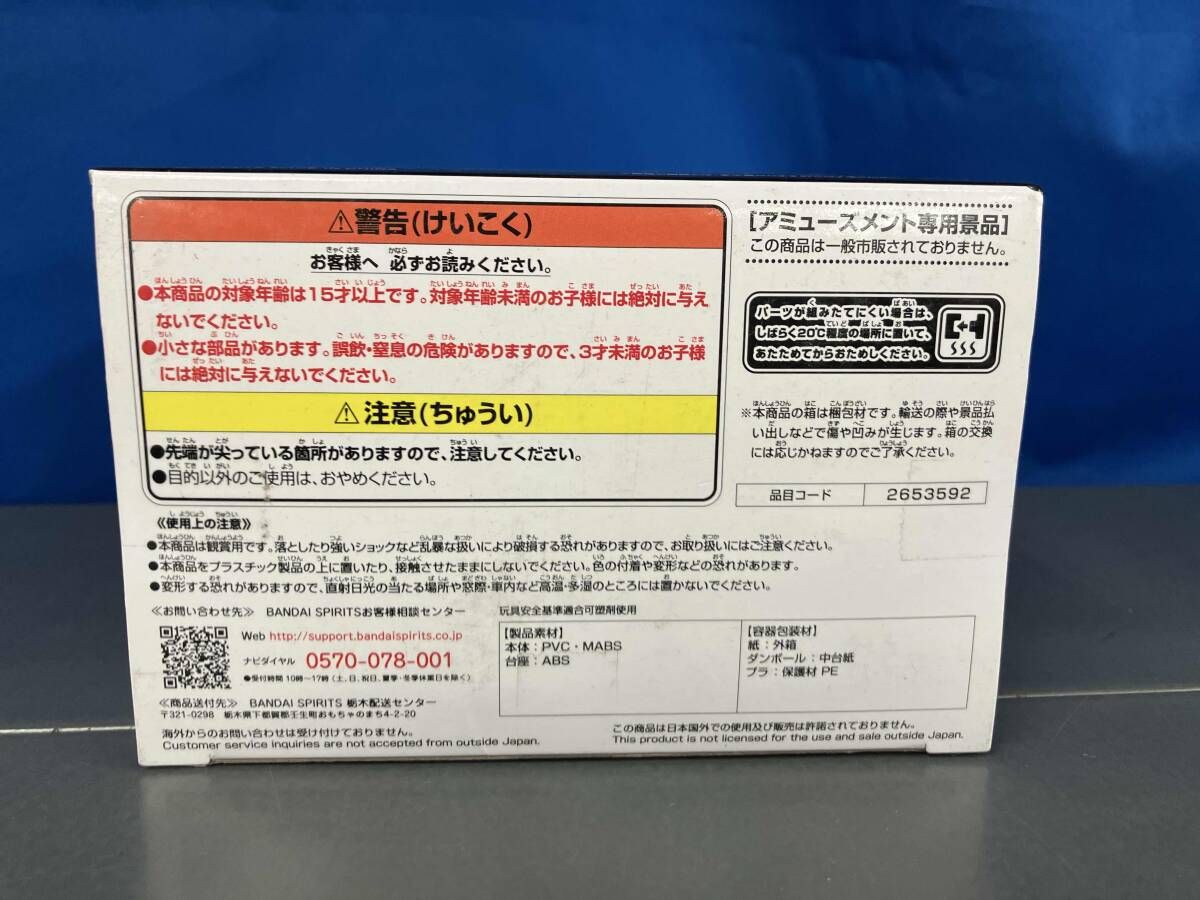 ⚠警告(けいこく)
お客様へ 必ずお読みください。
●本商品の対象年齢は15才以上です。対象年齢未満のお子様には絶対に与え
ないでください。
●小さな部品があります。誤飲・窒息の危険がありますので、3才未満のお子様
には絶対に与えないでください。
⚠注意(ちゅうい)
●先端が尖っている箇所がありますので、注意してください。
●目的以外のご使用は、おやめください。
[アミューズメント専用景品]
この商品は一般市販されておりません。
パーツが組みたてにくい場合は、
しばらく20℃程度の場所に置いて、
あたためてからおためしください。
※本商品の箱は梱包材です。輸送の際や景品払
い出しなどで傷や凹みが生じます。箱の交換
には応じかねますのでご了承ください。
品目コード 2653592
《使用上の注意》
●本商品は観賞用です。落としたり強いショックなど乱暴な扱いにより破損する恐れがありますので、お取り扱いにはご注意ください。
●本商品をプラスチック製品の上に置いたり、接触させたままにしないでください。色の付着や変形などの恐れがあります。
●変形する恐れがありますので、直射日光の当たる場所や窓際・車内など高温・多湿のところには置かないでください。
≪お問い合わせ先≫ BANDAI SPIRITSお客様相談センター
Web http://support.bandaispirits.co.jp
ナビダイヤル 0570-078-001
●受付時間 10時〜17時(土、日、祝日、夏季・冬季休業日を除く)
≪商品送付先≫ BANDAI SPIRITS 栃木配送センター
〒321-0298 栃木県下都賀郡壬生町おもちゃのまち4-2-20
海外からのお問い合わせは受け付けておりません。
Customer service inquiries are not accepted from outside Japan.
玩具安全基準適合可塑剤使用
【製品素材】
本体:PVC・MABS
台座:ABS
【容器包装材】
紙:外箱
ダンボール:中台紙
プラ:保護材 PE
この商品は日本国外での使用及び販売は許諾されておりません。
This product is not licensed for the use and sale outside Japan.